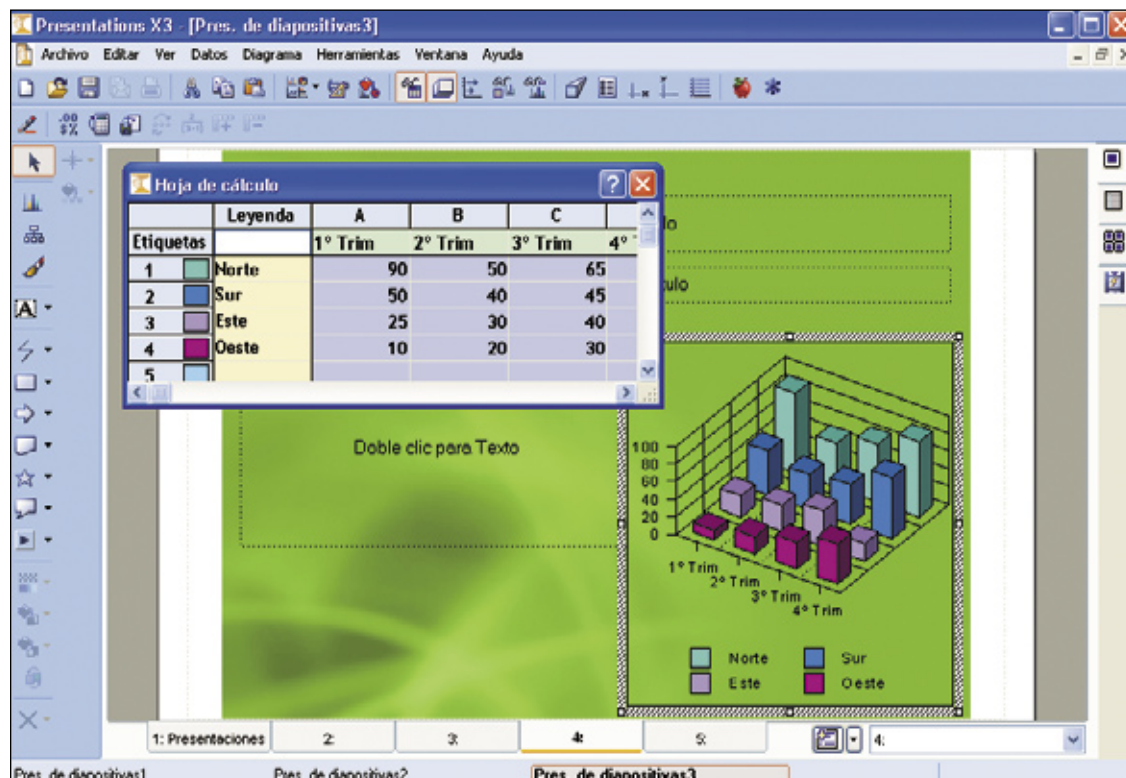 Presentations X3 - [Pres. de diapositivas3]
Archivo Editar Ver Datos Diagrama Herramientas Ventana Ayuda
Hoja de cálculo
Leyenda A B C
Etiquetas 1° Trim 2° Trim 3° Trim 4°
1 Norte 90 50 65
2 Sur 50 40 45
3 Este 25 30 40
4 Oeste 10 20 30
5
Doble clic para Texto
100
80
60
40
20
0
1° Trim
2° Trim
3° Trim
4° Trim
Norte Sur
Este Oeste
1: Presentaciones 2: 3: 4: 5: 4:
Pres. de diapositivas1 Pres. de diapositivas2 Pres. de diapositivas3